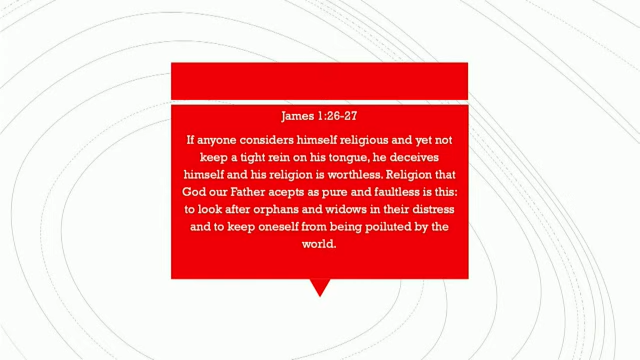 James 1:26-27
If anyone considers himself religious and yet not
keep a tight rein on his tongue, he deceives
himself and his religion is worthless. Religion that
God our Father acepts as pure and faultless is this:
to look after orphans and widows in their distress
and to keep oneself from being poiluted by the
world.